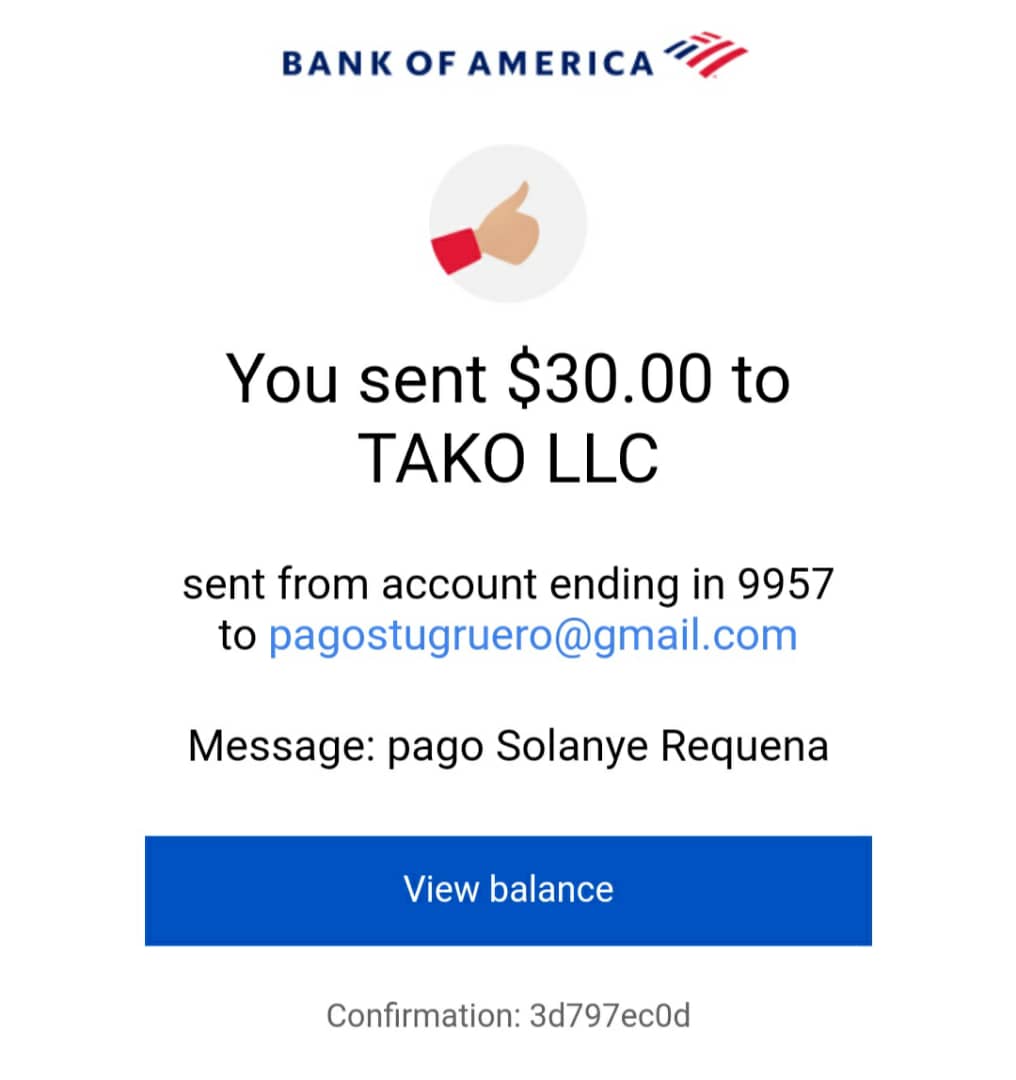 BANK OF AMERICA
You sent $30.00 to
TAKO LLC
sent from account ending in 9957
to pagostugruero@gmail.com
Message: pago Solanye Requena
View balance
Confirmation: 3d797ec0d